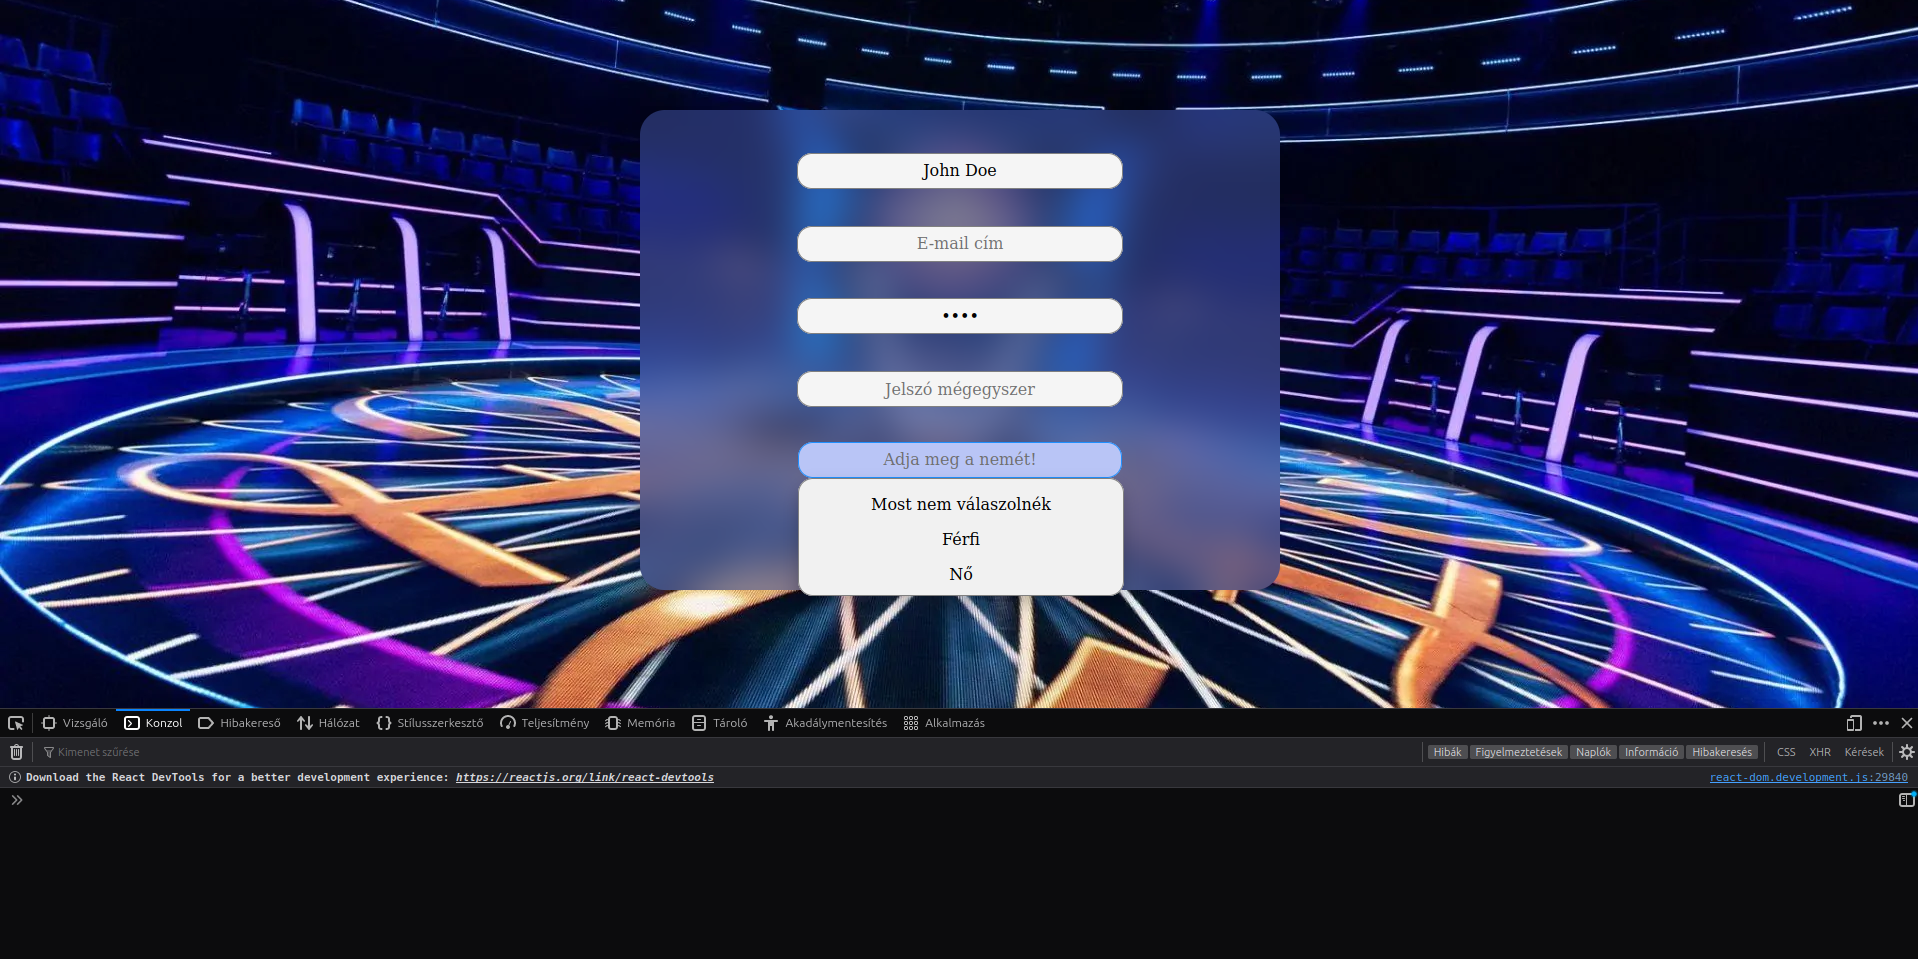 John Doe
E-mail cím
••••
Jelszó mégegyszer
Adja meg a nemét!
Most nem válaszolnék
Férfi
Nő
Vizsgáló Konzol Hibakereső Hálózat Stílusszerkesztő Teljesítmény Memória Tároló Akadálymentesítés Alkalmazás
Kimenet szűrése Hibák Figyelmeztetések Naplók Információ Hibakeresés CSS XHR Kérések
Download the React DevTools for a better development experience: https://reactjs.org/link/react-devtools react-dom.development.js:29840